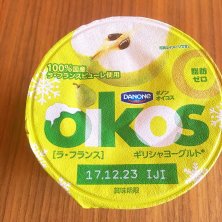 100%国産
ラ・フランスピューレ使用
脂肪
ゼロ
DANONE
ダノン
オイコス
oikos
[ラ・フランス]
ギリシャヨーグルト*
17.12.23 IJI
賞味期限